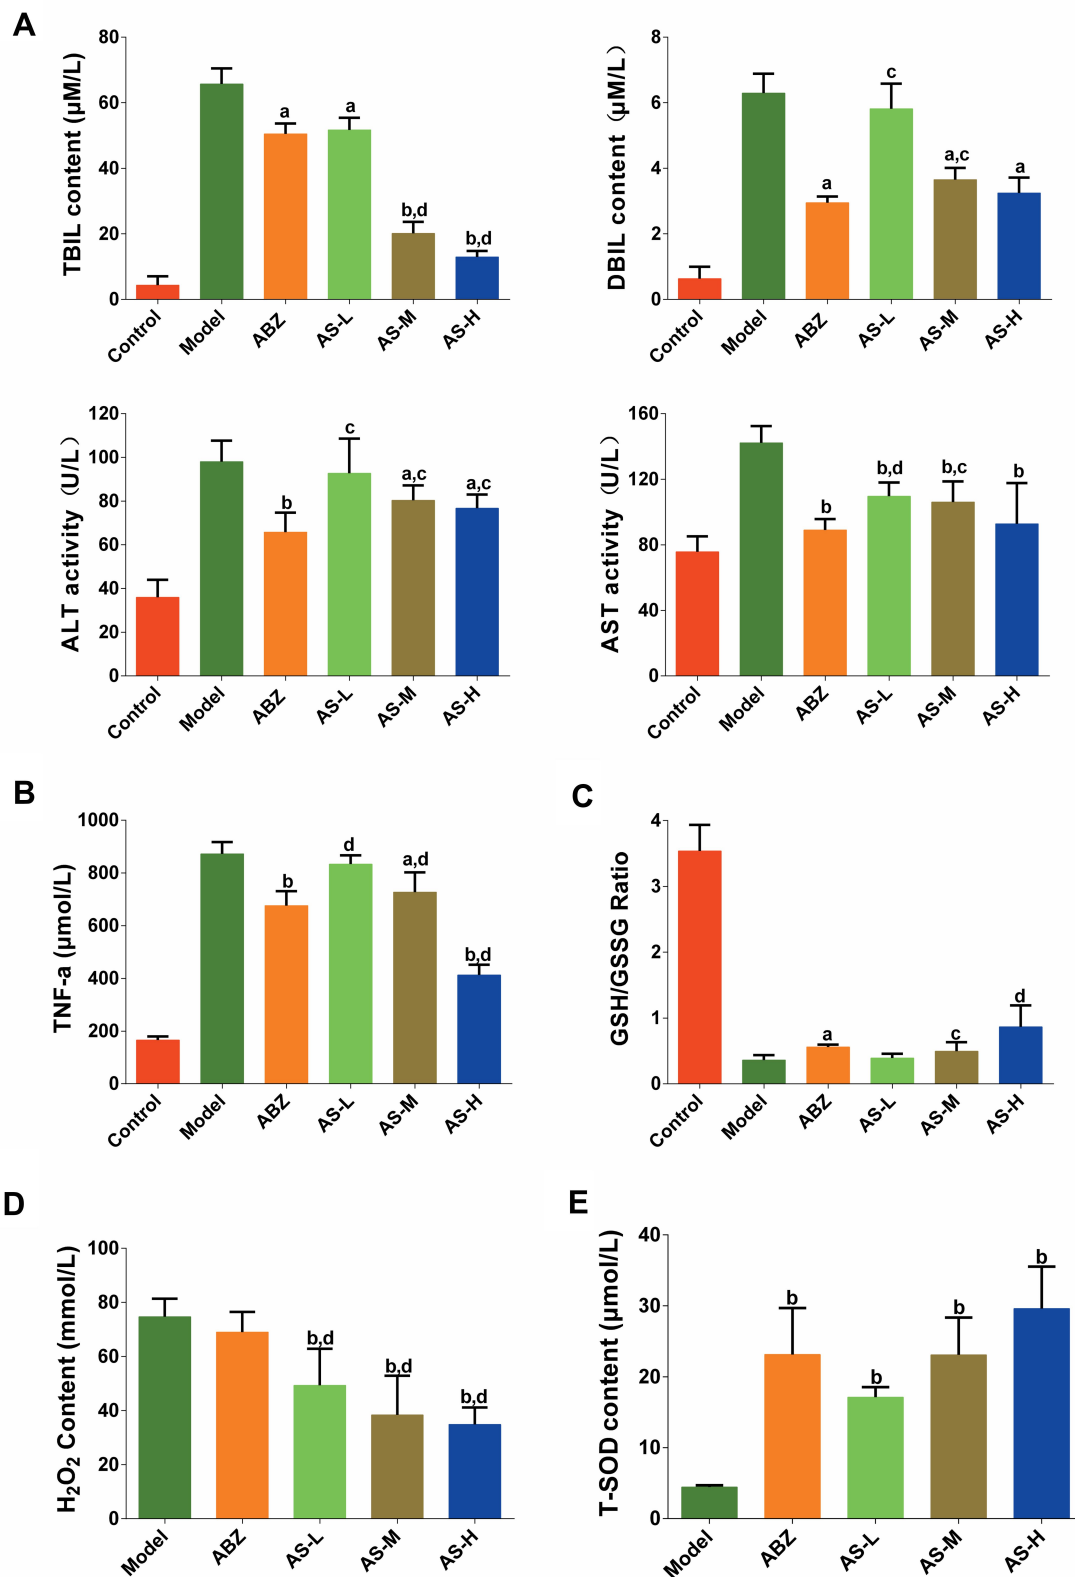 A
TBIL content (μM/L)
80
60
40
20
0
a
a
b,d
b,d
Control
Model
ABZ
AS-L
AS-M
AS-H
DBIL content（μM/L）
8
6
4
2
0
a
c
a,c
a
Control
Model
ABZ
AS-L
AS-M
AS-H
ALT activity（U/L）
120
100
80
60
40
20
0
b
c
a,c
a,c
Control
Model
ABZ
AS-L
AS-M
AS-H
AST activity（U/L）
160
120
80
40
0
b
b,d
b,c
b
Control
Model
ABZ
AS-L
AS-M
AS-H
B
TNF-a (μmol/L)
1000
800
600
400
200
0
b
d
a,d
b,d
Control
Model
ABZ
AS-L
AS-M
AS-H
C
GSH/GSSG Ratio
4
3
2
1
0
a
c
d
Control
Model
ABZ
AS-L
AS-M
AS-H
D
H₂O₂ Content (mmol/L)
100
80
60
40
20
0
b,d
b,d
b,d
Model
ABZ
AS-L
AS-M
AS-H
E
T-SOD content (μmol/L)
40
30
20
10
0
b
b
b
b
Model
ABZ
AS-L
AS-M
AS-H